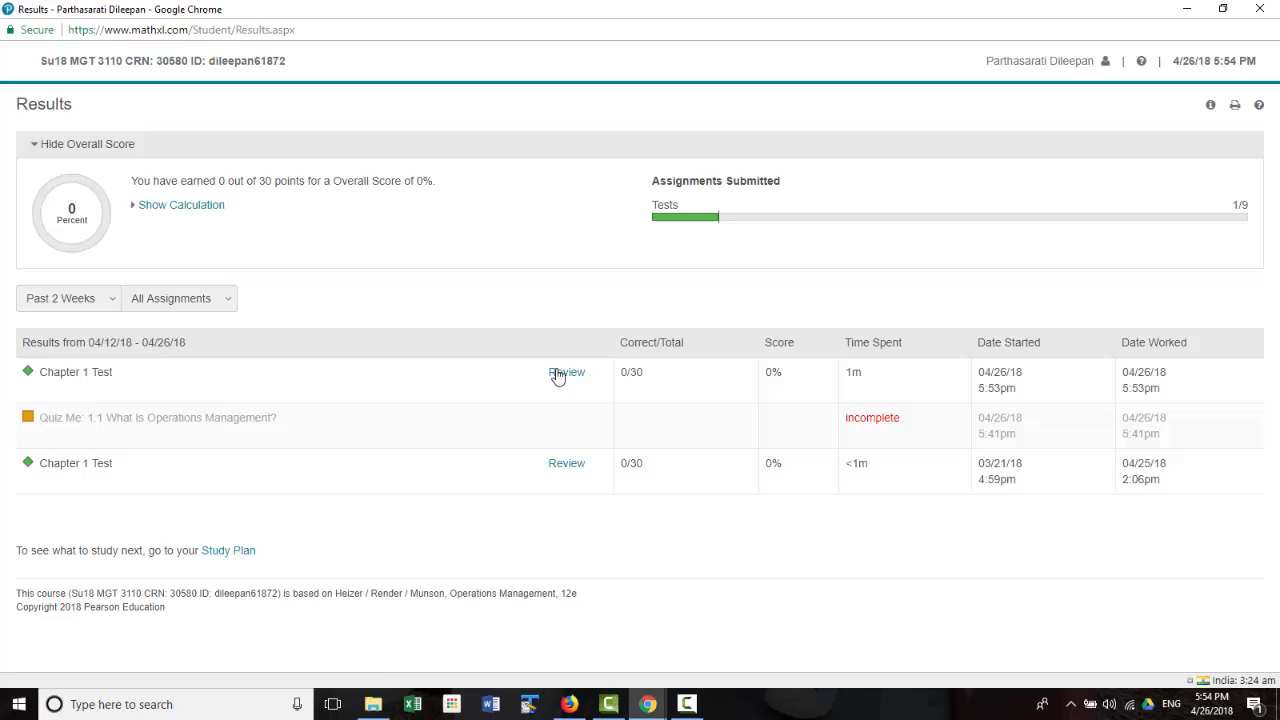 Results - Parthasarati Dileepan - Google Chrome
Secure https://www.mathxl.com/Student/Results.aspx
Su18 MGT 3110 CRN: 30580 ID: dileepan61872 Parthasarati Dileepan | | 4/26/18 5:54 PM
Results
Hide Overall Score
0
Percent
You have earned 0 out of 30 points for a Overall Score of 0%.
Show Calculation
Assignments Submitted
Tests 1/9
Past 2 Weeks All Assignments
Results from 04/12/18 - 04/26/18 Correct/Total Score Time Spent Date Started Date Worked
Chapter 1 Test Review 0/30 0% 1m 04/26/18 04/26/18
5:53pm 5:53pm
Quiz Me: 1.1 What Is Operations Management? incomplete 04/26/18 04/26/18
5:41pm 5:41pm
Chapter 1 Test Review 0/30 0% <1m 03/21/18 04/25/18
4:59pm 2:06pm
To see what to study next, go to your Study Plan
This course (Su18 MGT 3110 CRN: 30580 ID: dileepan61872) is based on Heizer / Render / Munson, Operations Management, 12e
Copyright 2018 Pearson Education
India: 3:24 am
Type here to search
ENG
5:54 PM
4/26/2018